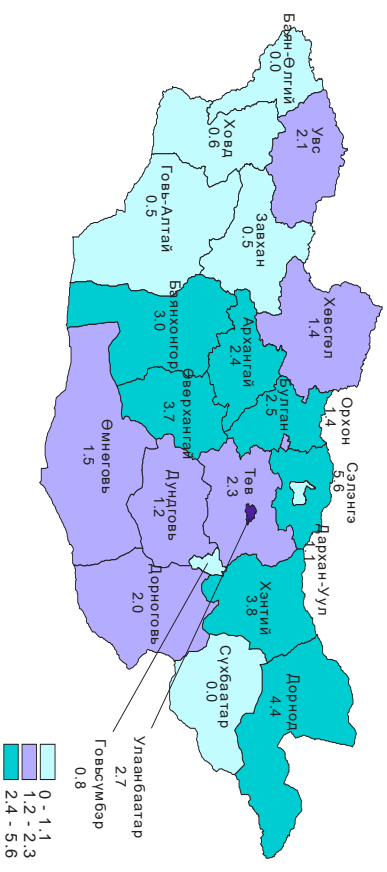 Баян-Өлгий
0.0
Увс
2.1
Ховд
0.6
Говь-Алтай
0.5
Завхан
0.5
Хөвсгөл
1.4
Баянхонгор
3.0
Архангай
2.4
Өвөрхангай
3.7
Булган
2.5
Орхон
1.4
Сэлэнгэ
5.6
Дархан-Уул
1.1
Төв
2.3
Өмнөговь
1.5
Дундговь
1.2
Дорноговь
2.0
Хэнтий
3.8
Дорнод
4.4
Сүхбаатар
0.0
Улаанбаатар
2.7
Говьсүмбэр
0.8
0 - 1.1
1.2 - 2.3
2.4 - 5.6